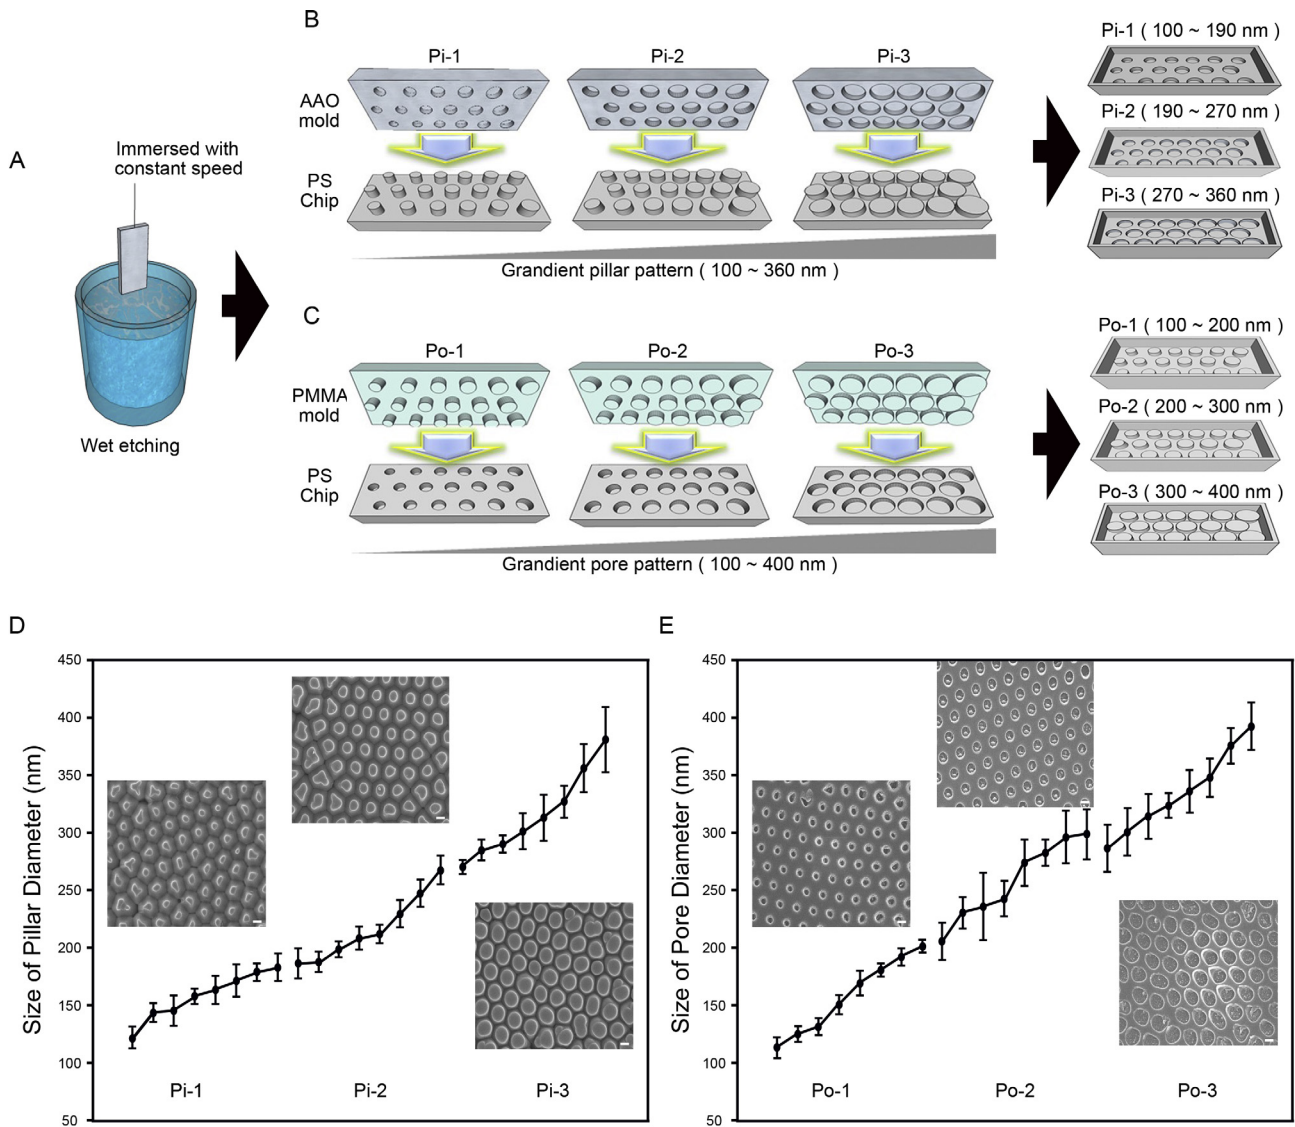 A
Immersed with
constant speed
Wet etching
B
Pi-1
Pi-2
Pi-3
AAO
mold
PS
Chip
Grandient pillar pattern ( 100 ~ 360 nm )
Pi-1 ( 100 ~ 190 nm )
Pi-2 ( 190 ~ 270 nm )
Pi-3 ( 270 ~ 360 nm )
C
Po-1
Po-2
Po-3
PMMA
mold
PS
Chip
Grandient pore pattern ( 100 ~ 400 nm )
Po-1 ( 100 ~ 200 nm )
Po-2 ( 200 ~ 300 nm )
Po-3 ( 300 ~ 400 nm )
D
Size of Pillar Diameter (nm)
450
400
350
300
250
200
150
100
50
Pi-1
Pi-2
Pi-3
E
Size of Pore Diameter (nm)
450
400
350
300
250
200
150
100
50
Po-1
Po-2
Po-3